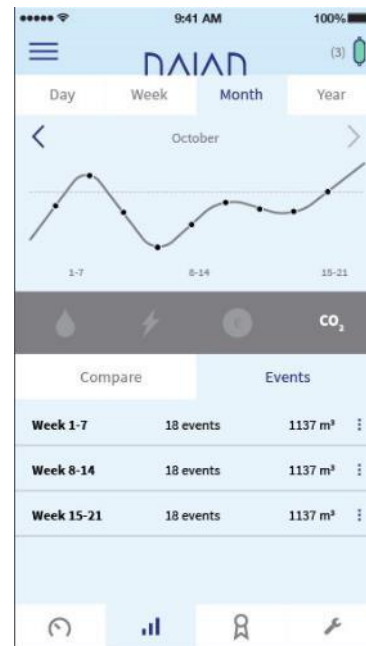 9:41 AM 100%
NAIAD
(3)
Day Week Month Year
October
1-7 8-14 15-21
CO₂
Compare Events
Week 1-7 18 events 1137 m³
Week 8-14 18 events 1137 m³
Week 15-21 18 events 1137 m³